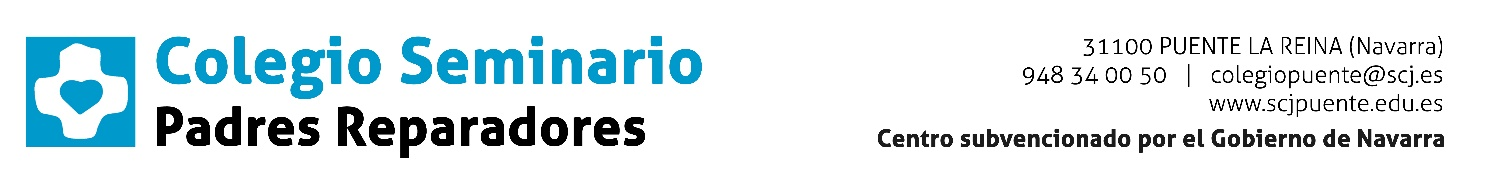 Colegio Seminario
Padres Reparadores
31100 PUENTE LA REINA (Navarra)
948 34 00 50 | colegiopuente@scj.es
www.scjpuente.edu.es
Centro subvencionado por el Gobierno de Navarra